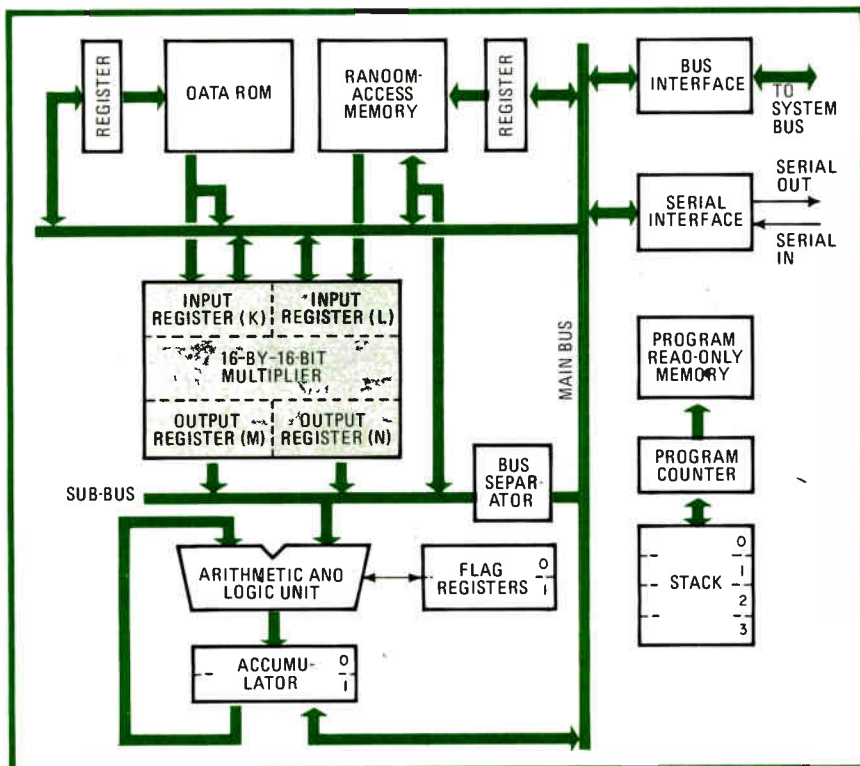 REGISTER
OATA ROM
RANOOM-
ACCESS
MEMORY
REGISTER
BUS
INTERFACE
TO
SYSTEM
BUS
SERIAL
OUT
SERIAL
INTERFACE
SERIAL
IN
INPUT
REGISTER (K)
INPUT
REGISTER (L)
16-BY-16-BIT
MULTIPLIER
OUTPUT
REGISTER (M)
OUTPUT
REGISTER (N)
MAIN BUS
PROGRAM
REAO-ONLY
MEMORY
PROGRAM
COUNTER
SUB-BUS
BUS
SEPAR-
ATOR
ARITHMETIC AND
LOGIC UNIT
FLAG
REGISTERS
0
1
STACK
0
1
2
3
ACCUMU-
LATOR
0
1